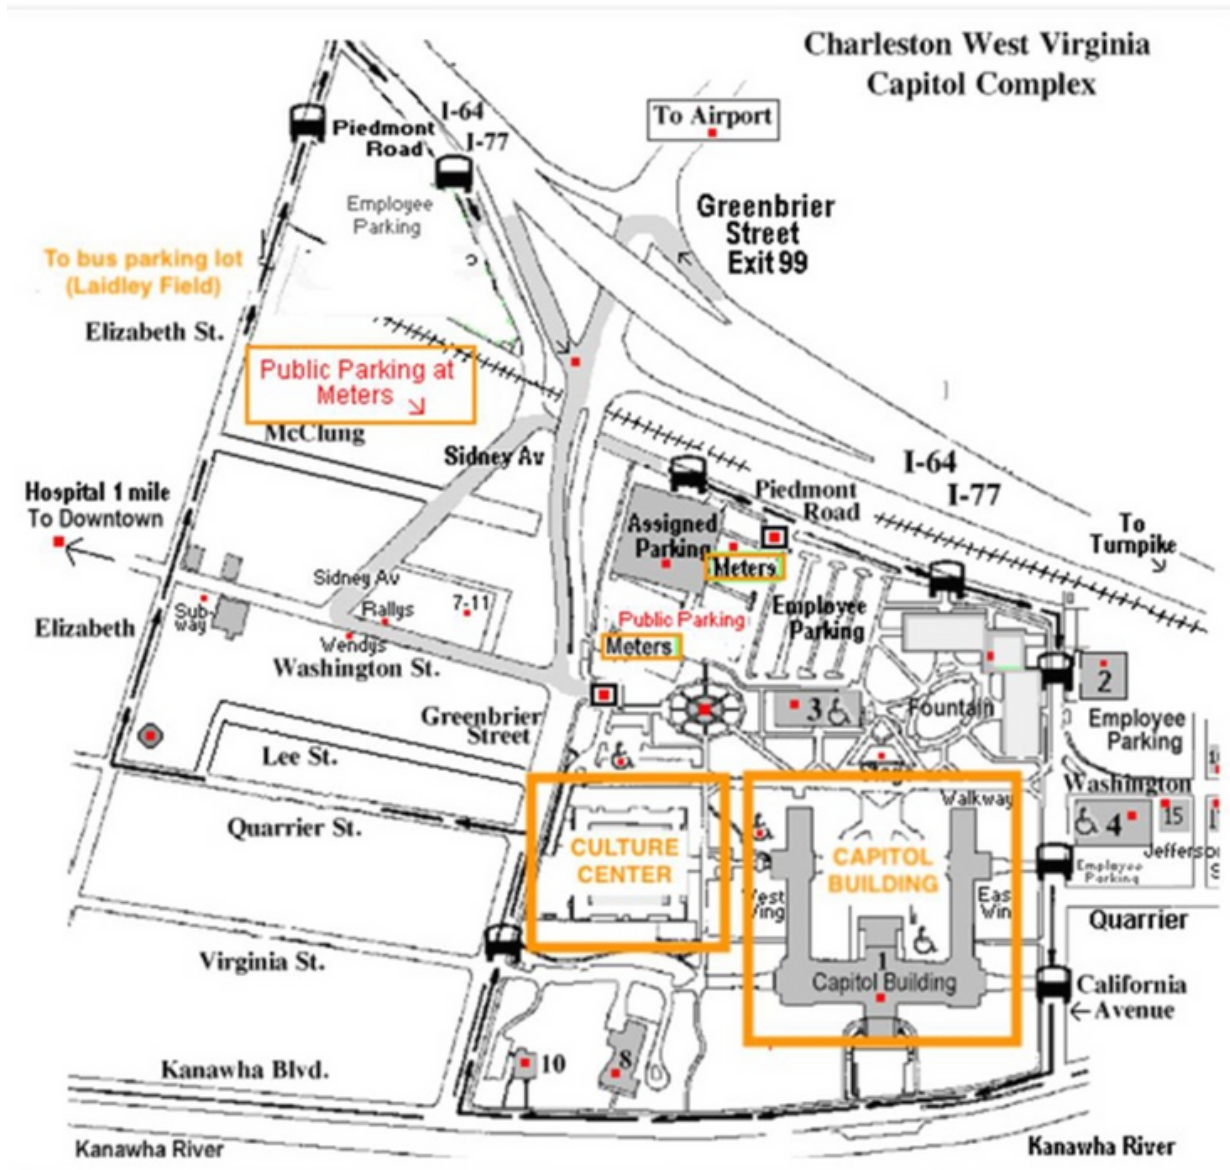 Charleston West Virginia
Capitol Complex
I-64
I-77
To Airport
Piedmont
Road
Employee
Parking
Greenbrier
Street
Exit 99
To bus parking lot
(Laidley Field)
Elizabeth St.
Public Parking at
Meters
McClung
Sidney Av
I-64
I-77
Hospital 1 mile
To Downtown
Piedmont
Road
To
Turnpike
Assigned
Parking
Meters
Sidney Av
Rallys
7-11
Sub-
way
Wendys
Elizabeth
Washington St.
Public Parking
Meters
Employee
Parking
2
3
Fountain
Greenbrier
Street
Employee
Parking
Lee St.
Washington
Walkway
4
15
Quarrier St.
CULTURE
CENTER
CAPITOL
BUILDING
Employee
Parking
Quarrier
Virginia St.
1
Capitol Building
California
Avenue
10
8
Kanawha Blvd.
Kanawha River
Kanawha River